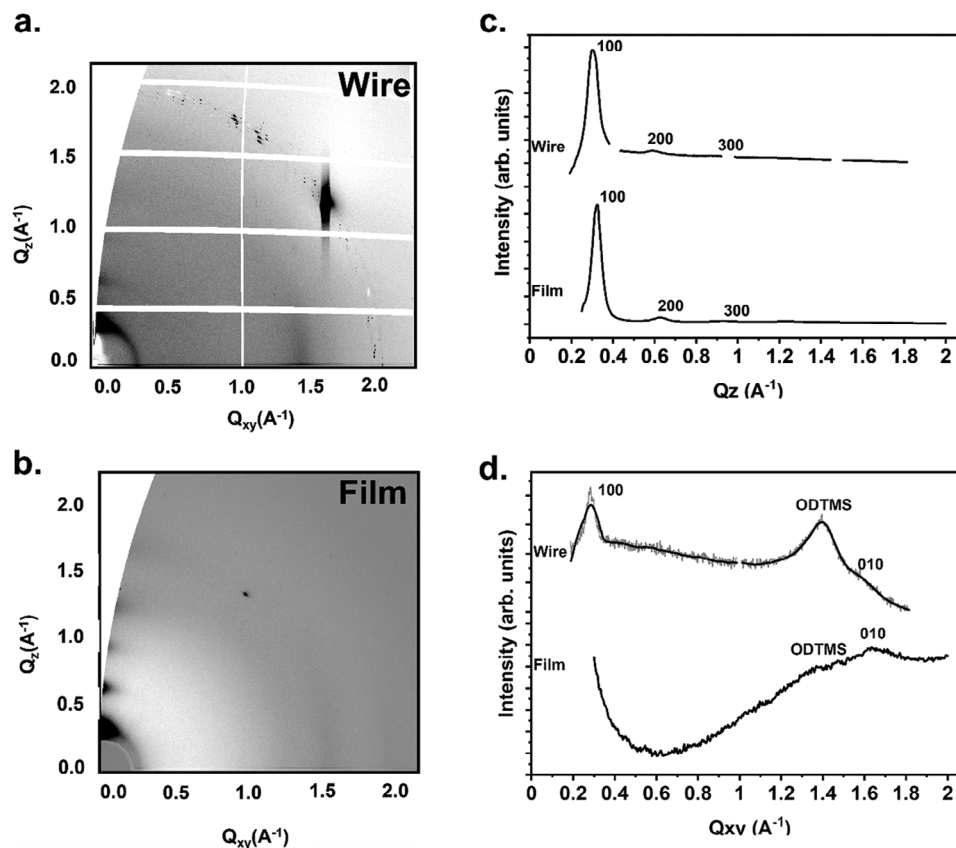 a.
Wire
2.0
1.5
1.0
0.5
0.0
Qz(A-1)
0.0 0.5 1.0 1.5 2.0
Qxy(A-1)
b.
Film
2.0
1.5
1.0
0.5
0.0
Qz(A-1)
0.0 0.5 1.0 1.5 2.0
Qxy(A-1)
c.
100
200
300
Wire
100
200
300
Film
Intensity (arb. units)
0 0.2 0.4 0.6 0.8 1 1.2 1.4 1.6 1.8 2
Qz (A-1)
d.
100
ODTMS
010
Wire
ODTMS
010
Film
Intensity (arb. units)
0 0.2 0.4 0.6 0.8 1 1.2 1.4 1.6 1.8 2
Qxy (A-1)